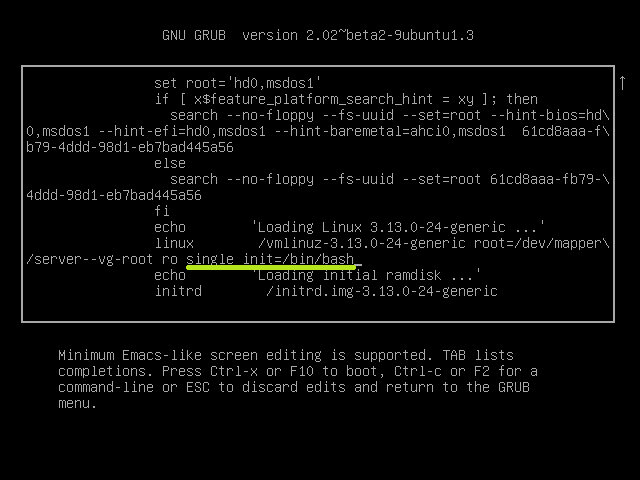 GNU GRUB  version 2.02~beta2-9ubuntu1.3
↑
set root='hd0,msdos1'
if [ x$feature_platform_search_hint = xy ]; then
search --no-floppy --fs-uuid --set=root --hint-bios=hd\
0,msdos1 --hint-efi=hd0,msdos1 --hint-baremetal=ahci0,msdos1  61cd8aaa-f\
b79-4ddd-98d1-eb7bad445a56
else
search --no-floppy --fs-uuid --set=root 61cd8aaa-fb79-\
4ddd-98d1-eb7bad445a56
fi
echo        'Loading Linux 3.13.0-24-generic ...'
linux        /vmlinuz-3.13.0-24-generic root=/dev/mapper\
/server--vg-root ro single init=/bin/bash_
echo        'Loading initial ramdisk ...'
initrd        /initrd.img-3.13.0-24-generic
Minimum Emacs-like screen editing is supported. TAB lists
completions. Press Ctrl-x or F10 to boot, Ctrl-c or F2 for a
command-line or ESC to discard edits and return to the GRUB
menu.